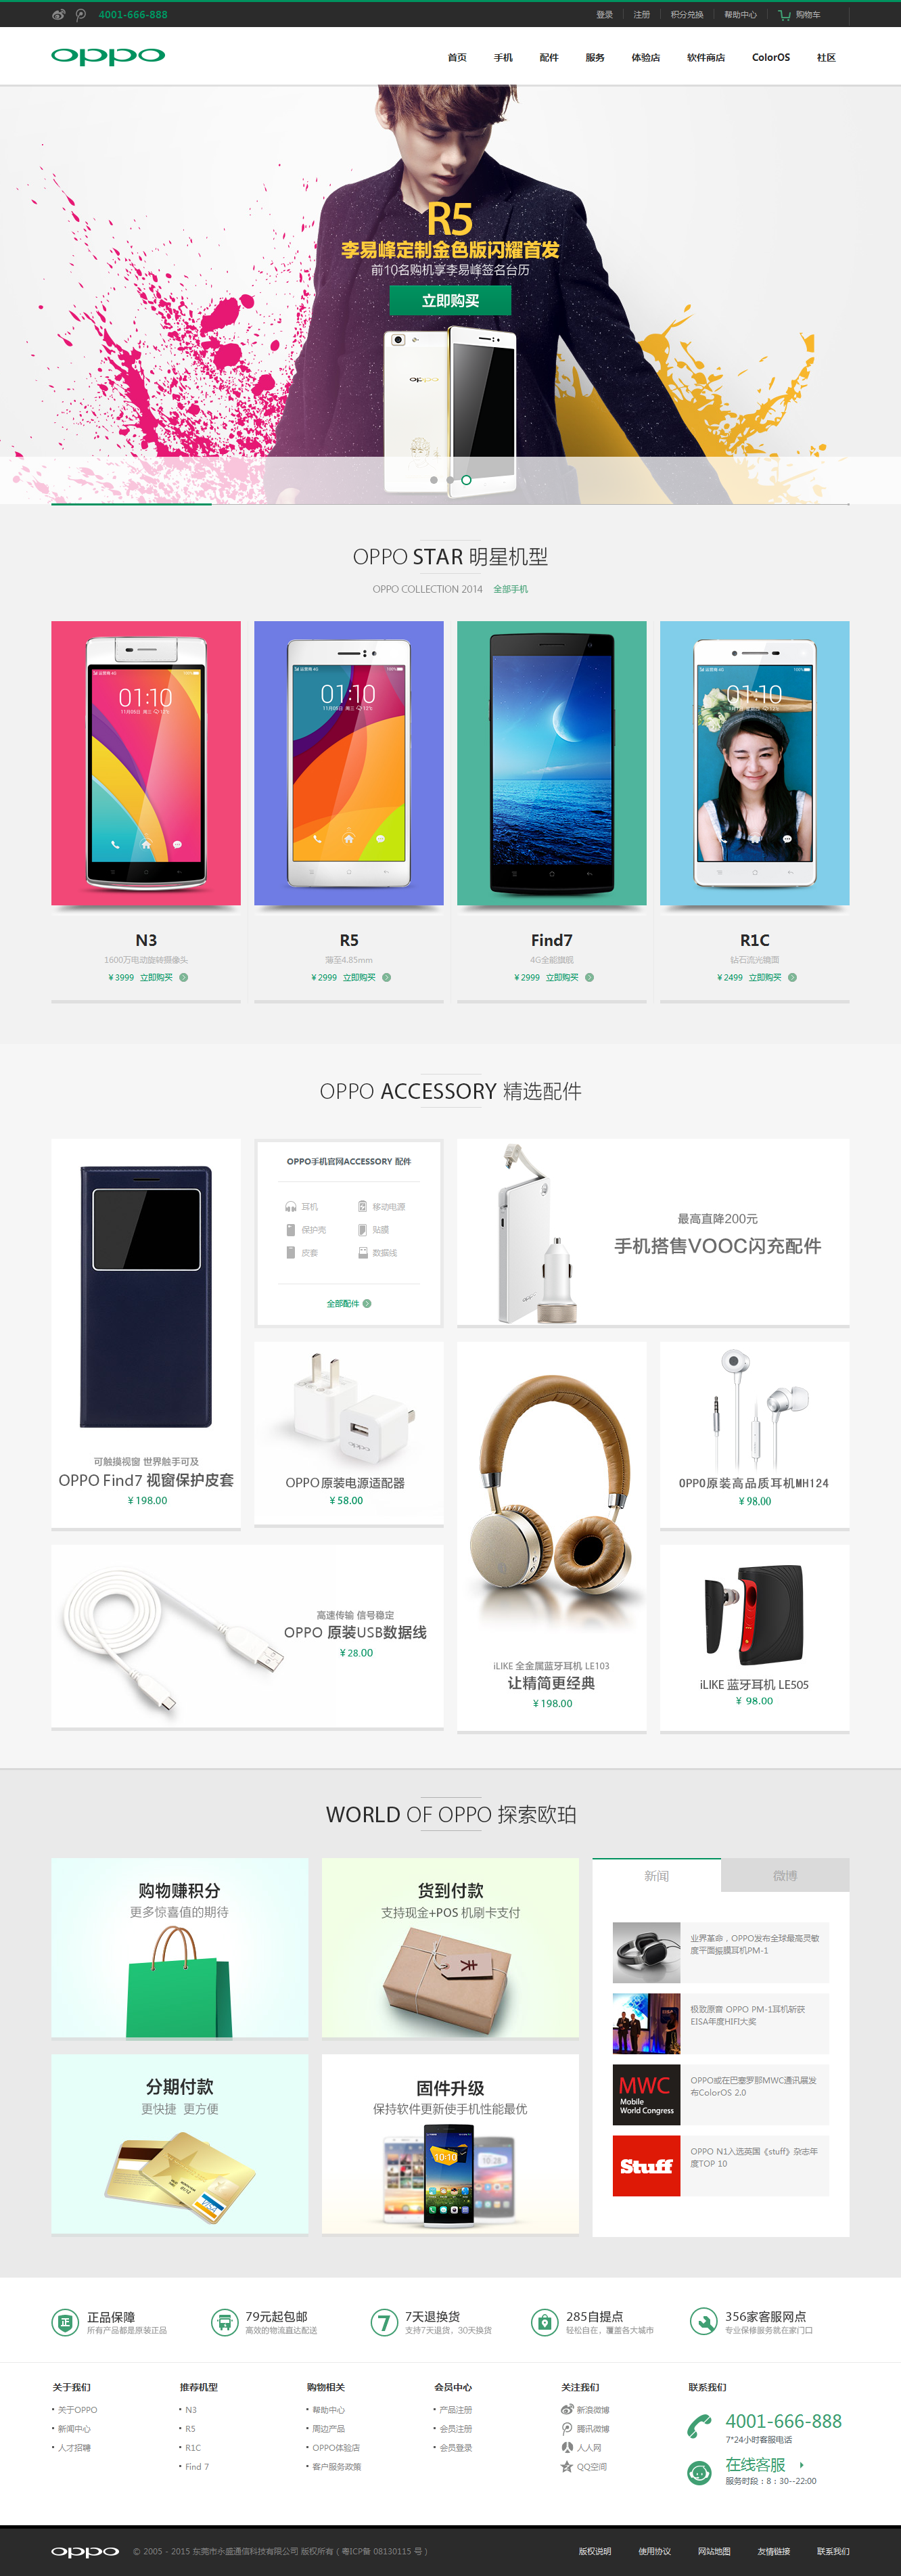 4001-666-888 登录 注册 积分兑换 帮助中心 购物车
oppo 首页 手机 配件 服务 体验店 软件商店 ColorOS 社区
R5
李易峰定制金色版闪耀首发
前10名购机享李易峰签名台历
立即购买
oppo
OPPO STAR 明星机型
OPPO COLLECTION 2014 全部手机
01:10 01:10 01:10
N3 R5 Find7 R1C
1600万电动旋转摄像头 薄至4.85mm 4G全能旗舰 钻石流光镜面
¥3999 立即购买 ¥2999 立即购买 ¥2999 立即购买 ¥2499 立即购买
OPPO ACCESSORY 精选配件
OPPO手机官网ACCESSORY 配件
耳机 移动电源
保护壳 贴膜
皮套 数据线
全部配件
最高直降200元
手机搭售VOOC闪充配件
可触摸视窗 世界触手可及
OPPO Find7 视窗保护皮套
¥198.00
oppo
OPPO原装电源适配器
¥58.00
OPPO原装高品质耳机MH124
¥98.00
高速传输 信号稳定
OPPO 原装USB数据线
¥28.00
iLIKE 全金属蓝牙耳机 LE103
让精简更经典
¥198.00
iLIKE 蓝牙耳机 LE505
¥ 98.00
WORLD OF OPPO 探索欧珀
购物赚积分
更多惊喜值的期待
货到付款
支持现金+POS 机刷卡支付
分期付款
更快捷 更方便
VISA
固件升级
保持软件更新使手机性能最优
10:10
新闻 微博
业界革命，OPPO发布全球最高灵敏
度平面振膜耳机PM-1
极致原音 OPPO PM-1耳机斩获
EISA年度HIFI大奖
MWC
Mobile
World Congress
OPPO或在巴塞罗那MWC通讯展发
布ColorOS 2.0
Stuff
OPPO N1入选英国《stuff》杂志年
度TOP 10
正 正品保障
所有产品都是原装正品
79元起包邮
高效的物流直达配送
7 7天退换货
支持7天退货，30天换货
285自提点
轻松自在，覆盖各大城市
356家客服网点
专业保修服务就在家门口
关于我们 推荐机型 购物相关 会员中心 关注我们 联系我们
关于OPPO N3 帮助中心 产品注册 新浪微博
新闻中心 R5 周边产品 会员注册 腾讯微博
人才招聘 R1C OPPO体验店 会员登录 人人网
Find 7 客户服务政策 QQ空间
4001-666-888
7*24小时客服电话
在线客服
服务时段：8：30--22:00
oppo © 2005 - 2015 东莞市永盛通信科技有限公司 版权所有（粤ICP备 08130115 号） 版权说明 使用协议 网站地图 友情链接 联系我们